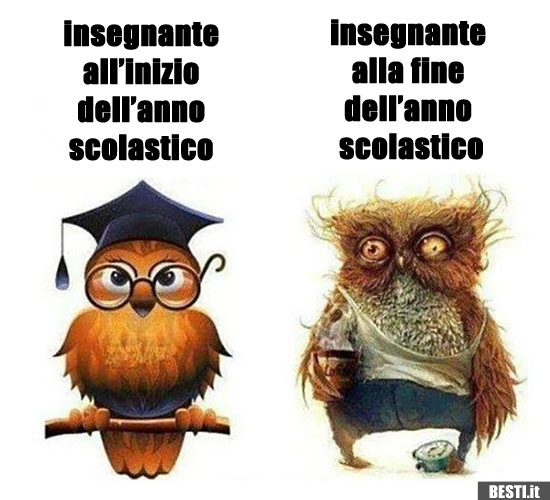 insegnante
all'inizio
dell'anno
scolastico
insegnante
alla fine
dell'anno
scolastico
BESTI.it